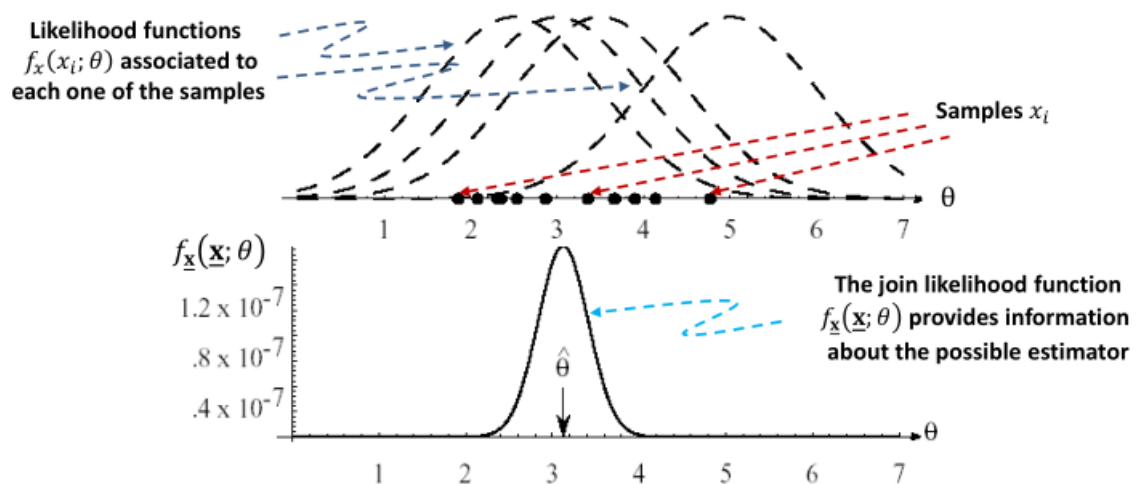 Likelihood functions
𝑓ₓ(𝑥ᵢ; 𝜃) associated to
each one of the samples
Samples 𝑥ᵢ
θ
1 2 3 4 5 6 7
𝑓_𝐱̲(𝐱̲; 𝜃)
1.2 x 10⁻⁷
.8 x 10⁻⁷
.4 x 10⁻⁷
θ̂
The join likelihood function
𝑓_𝐱̲(𝐱̲; 𝜃) provides information
about the possible estimator
θ
1 2 3 4 5 6 7